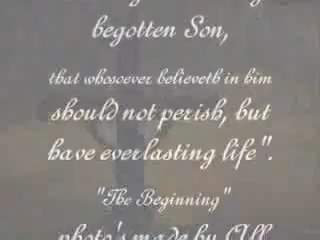 begotten Son,
that whosoever believeth in him
should not perish, but
have everlasting life".
"The Beginning"
photo's made by All